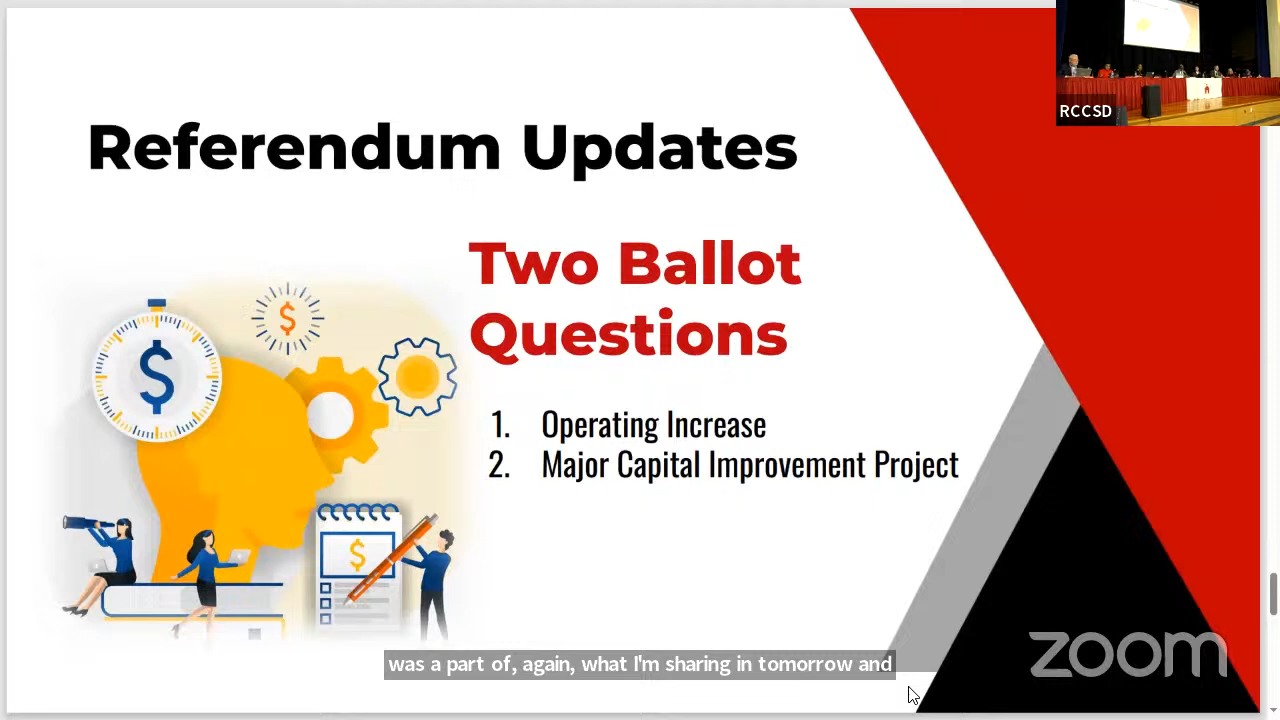 RCCSD
Referendum Updates
Two Ballot
Questions
$
$
$
1. Operating Increase
2. Major Capital Improvement Project
was a part of, again, what I'm sharing in tomorrow and
zoom